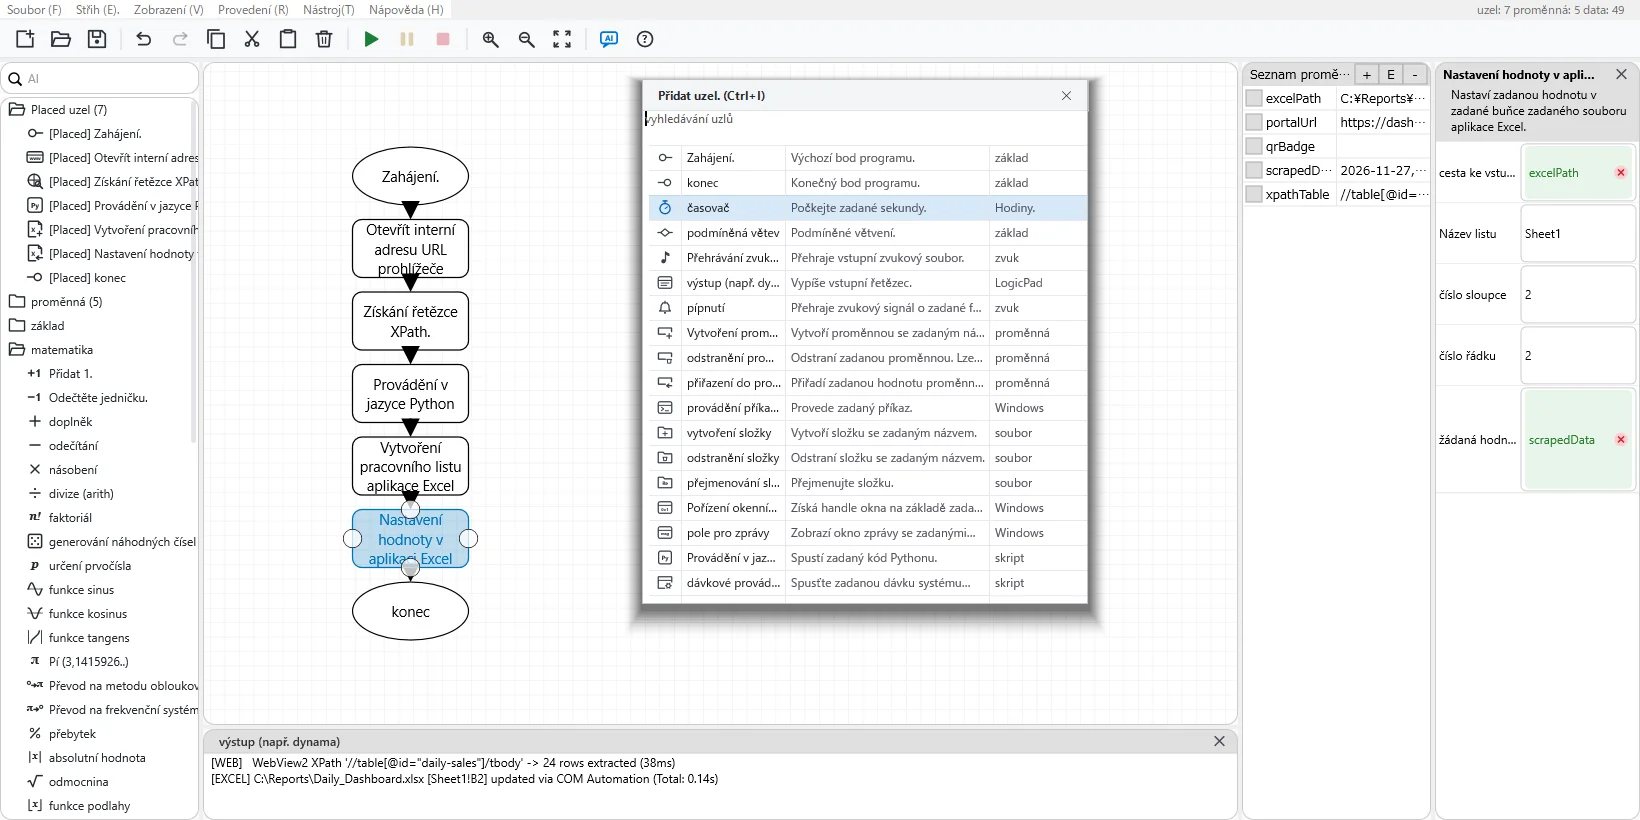 Soubor (F) Střih (E). Zobrazení (V) Provedení (R) Nástroj(T) Nápověda (H)
uzel: 7 proměnná: 5 data: 49
AI
Placed uzel (7)
[Placed] Zahájení.
[Placed] Otevřít interní adres
[Placed] Získání řetězce XPat
[Placed] Provádění v jazyce P
[Placed] Vytvoření pracovníh
[Placed] Nastavení hodnoty
[Placed] konec
proměnná (5)
základ
matematika
+1 Přidat 1.
−1 Odečtěte jedničku.
doplněk
odečítání
násobení
divize (arith)
n! faktoriál
generování náhodných čísel
p určení prvočísla
funkce sinus
funkce kosinus
funkce tangens
π Pí (3,1415926..)
°→π Převod na metodu obloukov
π→° Převod na frekvenční systém
% přebytek
|x| absolutní hodnota
odmocnina
⌊x⌋ funkce podlahy
Zahájení.
Otevřít interní
adresu URL
prohlížeče
Získání řetězce
XPath.
Provádění v
jazyce Python
Vytvoření
pracovního listu
aplikace Excel
Nastavení
hodnoty v
aplikaci Excel
konec
Přidat uzel. (Ctrl+I)
vyhledávání uzlů
Zahájení. Výchozí bod programu. základ
konec Konečný bod programu. základ
časovač Počkejte zadané sekundy. Hodiny.
podmíněná větev Podmíněné větvení. základ
Přehrávání zvuk... Přehraje vstupní zvukový soubor. zvuk
výstup (např. dy... Vypíše vstupní řetězec. LogicPad
pípnutí Přehraje zvukový signál o zadané f... zvuk
Vytvoření prom... Vytvoří proměnnou se zadaným ná... proměnná
odstranění pro... Odstraní zadanou proměnnou. Lze... proměnná
přiřazení do pro... Přiřadí zadanou hodnotu proměnn... proměnná
provádění příka... Provede zadaný příkaz. Windows
vytvoření složky Vytvoří složku se zadaným názvem. soubor
odstranění složky Odstraní složku se zadaným názvem. soubor
přejmenování sl... Přejmenujte složku. soubor
Pořízení okenní... Získá handle okna na základě zada... Windows
pole pro zprávy Zobrazí okno zprávy se zadanými... Windows
Provádění v jaz... Spustí zadaný kód Pythonu. skript
dávkové provád... Spusťte zadanou dávku systému... skript
výstup (např. dynama)
[WEB] WebView2 XPath '//table[@id="daily-sales"]/tbody' -> 24 rows extracted (38ms)
[EXCEL] C:\Reports\Daily_Dashboard.xlsx [Sheet1!B2] updated via COM Automation (Total: 0.14s)
Seznam promě··· + E -
excelPath C:¥Reports¥···
portalUrl https://dash···
qrBadge
scrapedD··· 2026-11-27,···
xpathTable //table[@id=···
Nastavení hodnoty v apli...
Nastaví zadanou hodnotu v
zadané buňce zadaného souboru
aplikace Excel.
cesta ke vstu... excelPath
Název listu Sheet1
číslo sloupce 2
číslo řádku 2
žádaná hodn... scrapedData